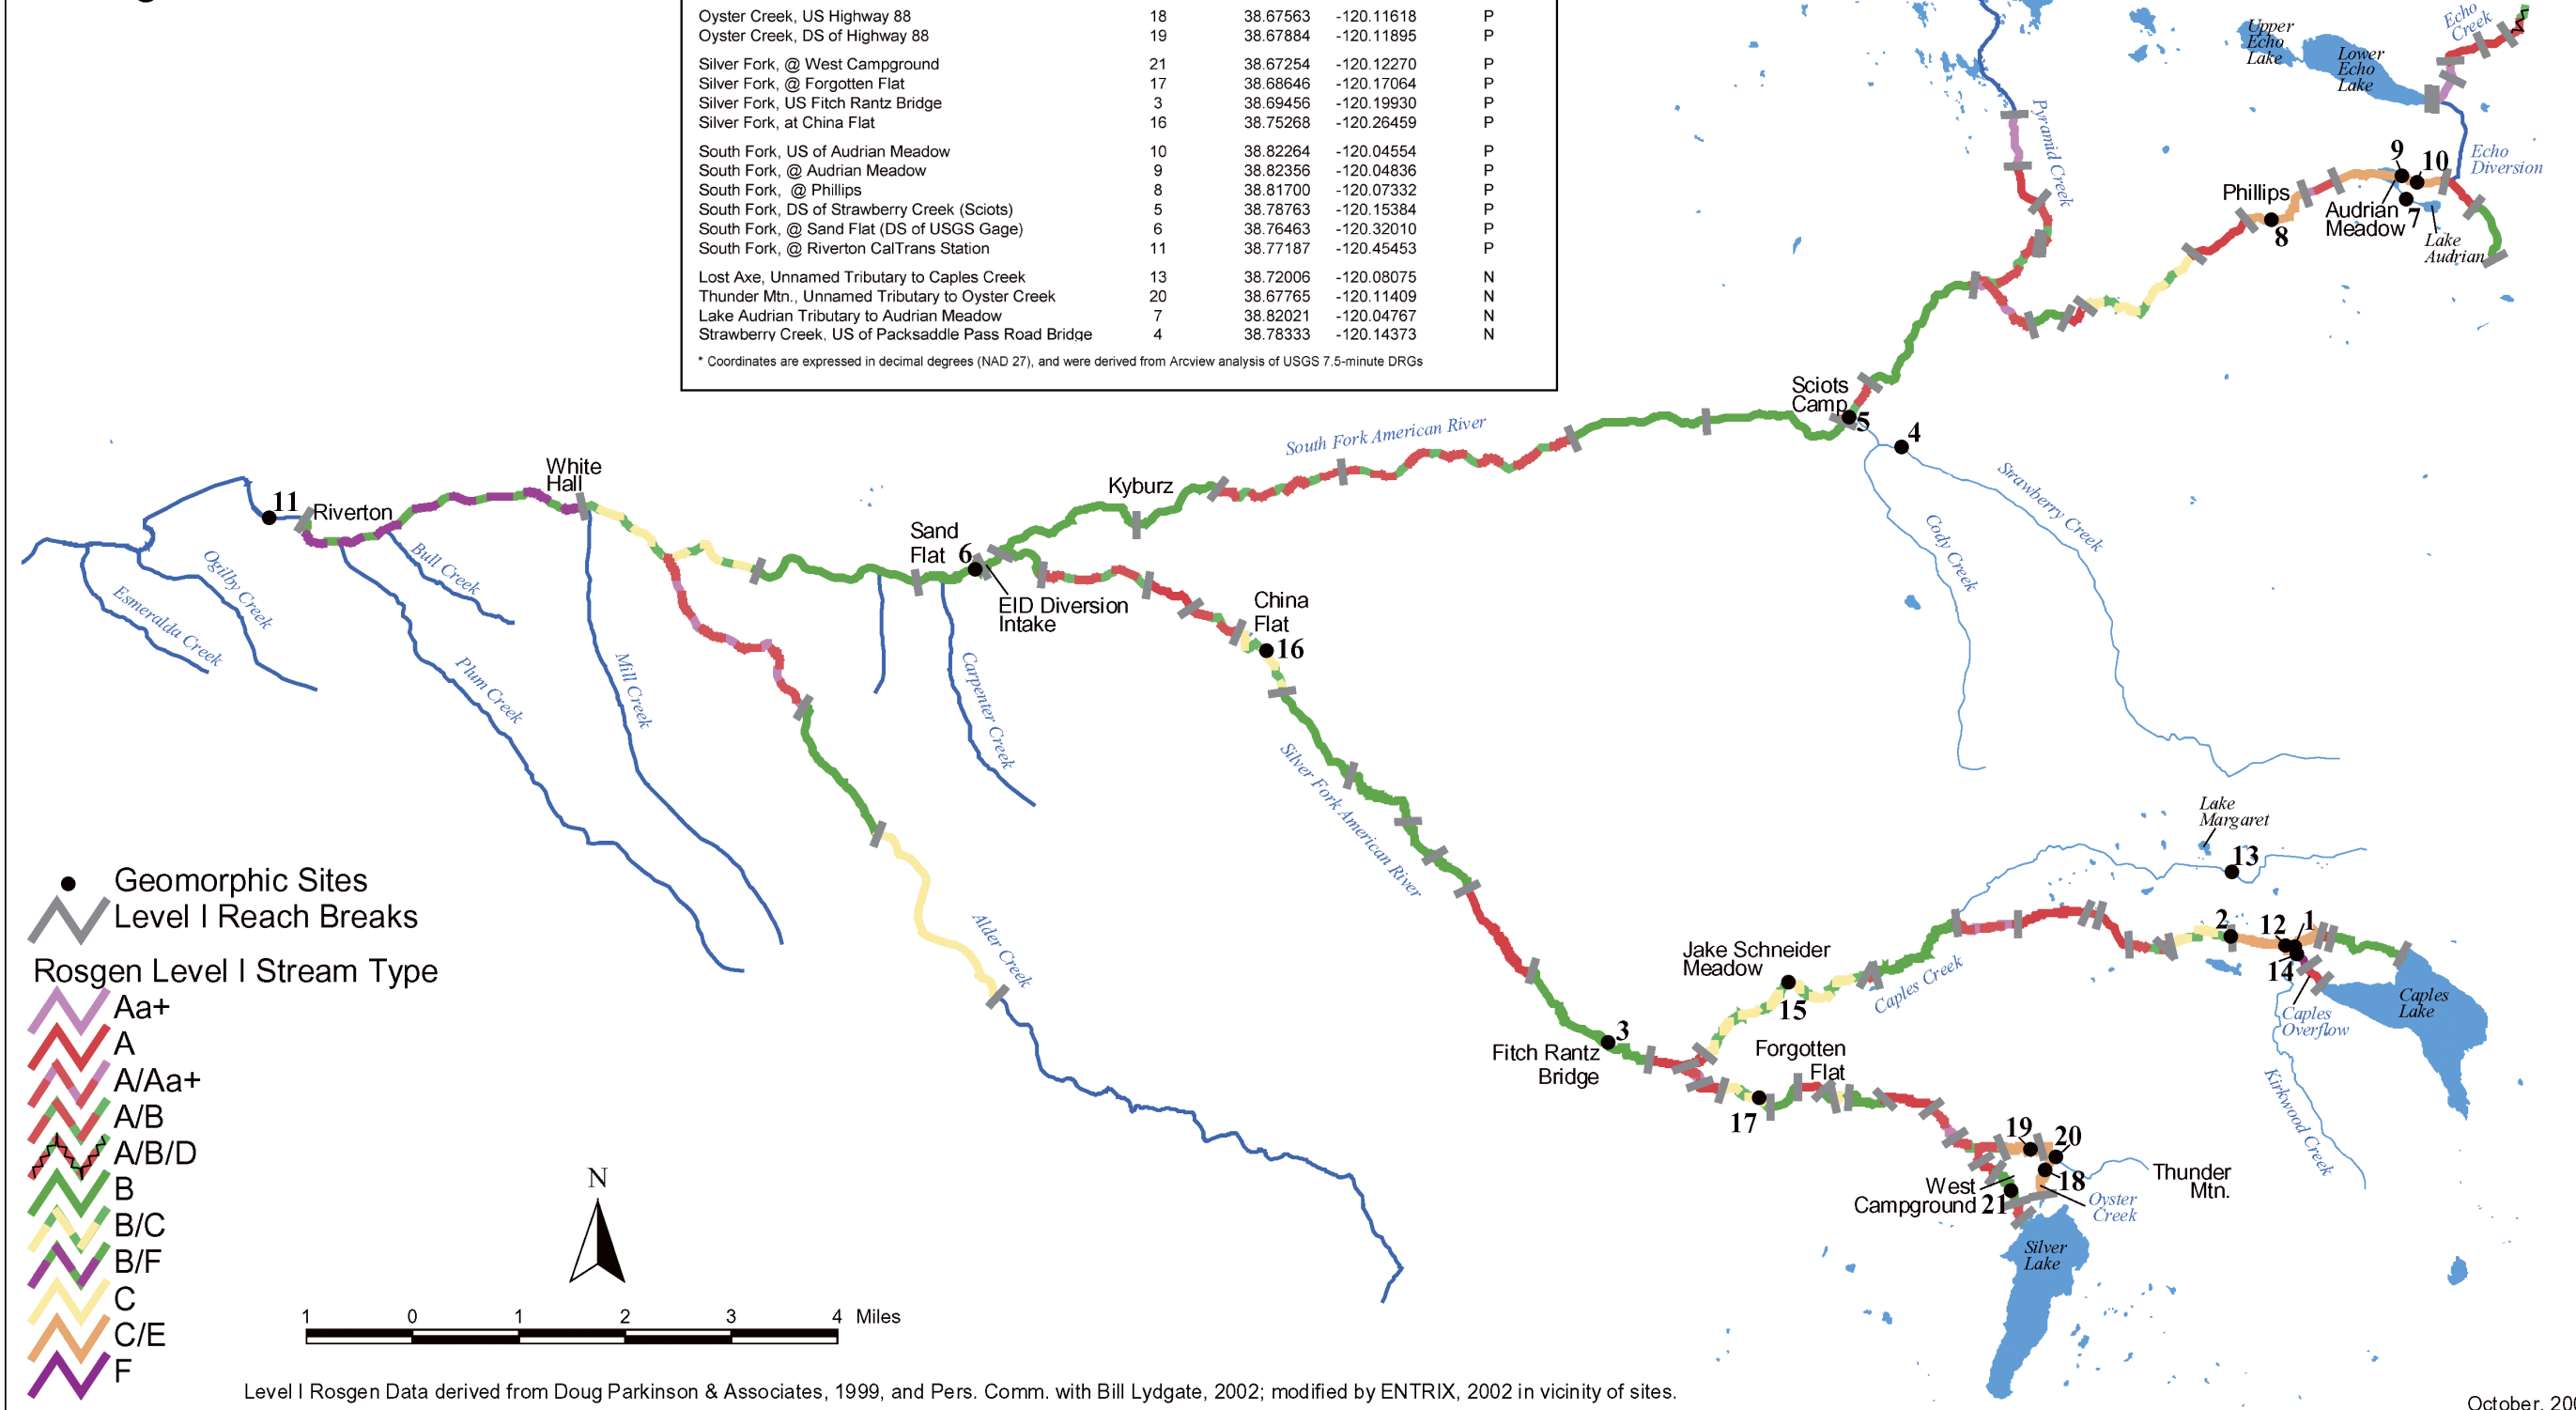 Oyster Creek, US Highway 88 18 38.67563 -120.11618 P
Oyster Creek, DS of Highway 88 19 38.67884 -120.11895 P
Silver Fork, @ West Campground 21 38.67254 -120.12270 P
Silver Fork, @ Forgotten Flat 17 38.68646 -120.17064 P
Silver Fork, US Fitch Rantz Bridge 3 38.69456 -120.19930 P
Silver Fork, at China Flat 16 38.75268 -120.26459 P
South Fork, US of Audrian Meadow 10 38.82264 -120.04554 P
South Fork, @ Audrian Meadow 9 38.82356 -120.04836 P
South Fork, @ Phillips 8 38.81700 -120.07332 P
South Fork, DS of Strawberry Creek (Sciots) 5 38.78763 -120.15384 P
South Fork, @ Sand Flat (DS of USGS Gage) 6 38.76463 -120.32010 P
South Fork, @ Riverton CalTrans Station 11 38.77187 -120.45453 P
Lost Axe, Unnamed Tributary to Caples Creek 13 38.72006 -120.08075 N
Thunder Mtn., Unnamed Tributary to Oyster Creek 20 38.67765 -120.11409 N
Lake Audrian Tributary to Audrian Meadow 7 38.82021 -120.04767 N
Strawberry Creek, US of Packsaddle Pass Road Bridge 4 38.78333 -120.14373 N
* Coordinates are expressed in decimal degrees (NAD 27), and were derived from Arcview analysis of USGS 7.5-minute DRGs
Upper
Echo
Lake
Lower
Echo
Lake
Echo
Creek
Pyramid Creek
Echo
Diversion
9
10
Phillips
Audrian
Meadow
7
8
Lake
Audrian
Sciots
Camp
5
4
Strawberry Creek
Cody Creek
South Fork American River
Kyburz
White
Hall
11
Riverton
Sand
Flat
6
EID Diversion
Intake
China
Flat
16
Bull Creek
Ogilby Creek
Esmeralda Creek
Plum Creek
Mill Creek
Carpenter Creek
Silver Fork American River
Alder Creek
Lake
Margaret
13
2
12
1
14
Caples
Lake
Caples
Overflow
Kirkwood Creek
Jake Schneider
Meadow
15
Caples Creek
3
Fitch Rantz
Bridge
Forgotten
Flat
17
19
20
18
West
Campground
21
Thunder
Mtn.
Oyster
Creek
Silver
Lake
Geomorphic Sites
Level I Reach Breaks
Rosgen Level I Stream Type
Aa+
A
A/Aa+
A/B
A/B/D
B
B/C
B/F
C
C/E
F
N
1 0 1 2 3 4 Miles
Level I Rosgen Data derived from Doug Parkinson & Associates, 1999, and Pers. Comm. with Bill Lydgate, 2002; modified by ENTRIX, 2002 in vicinity of sites.
October, 200